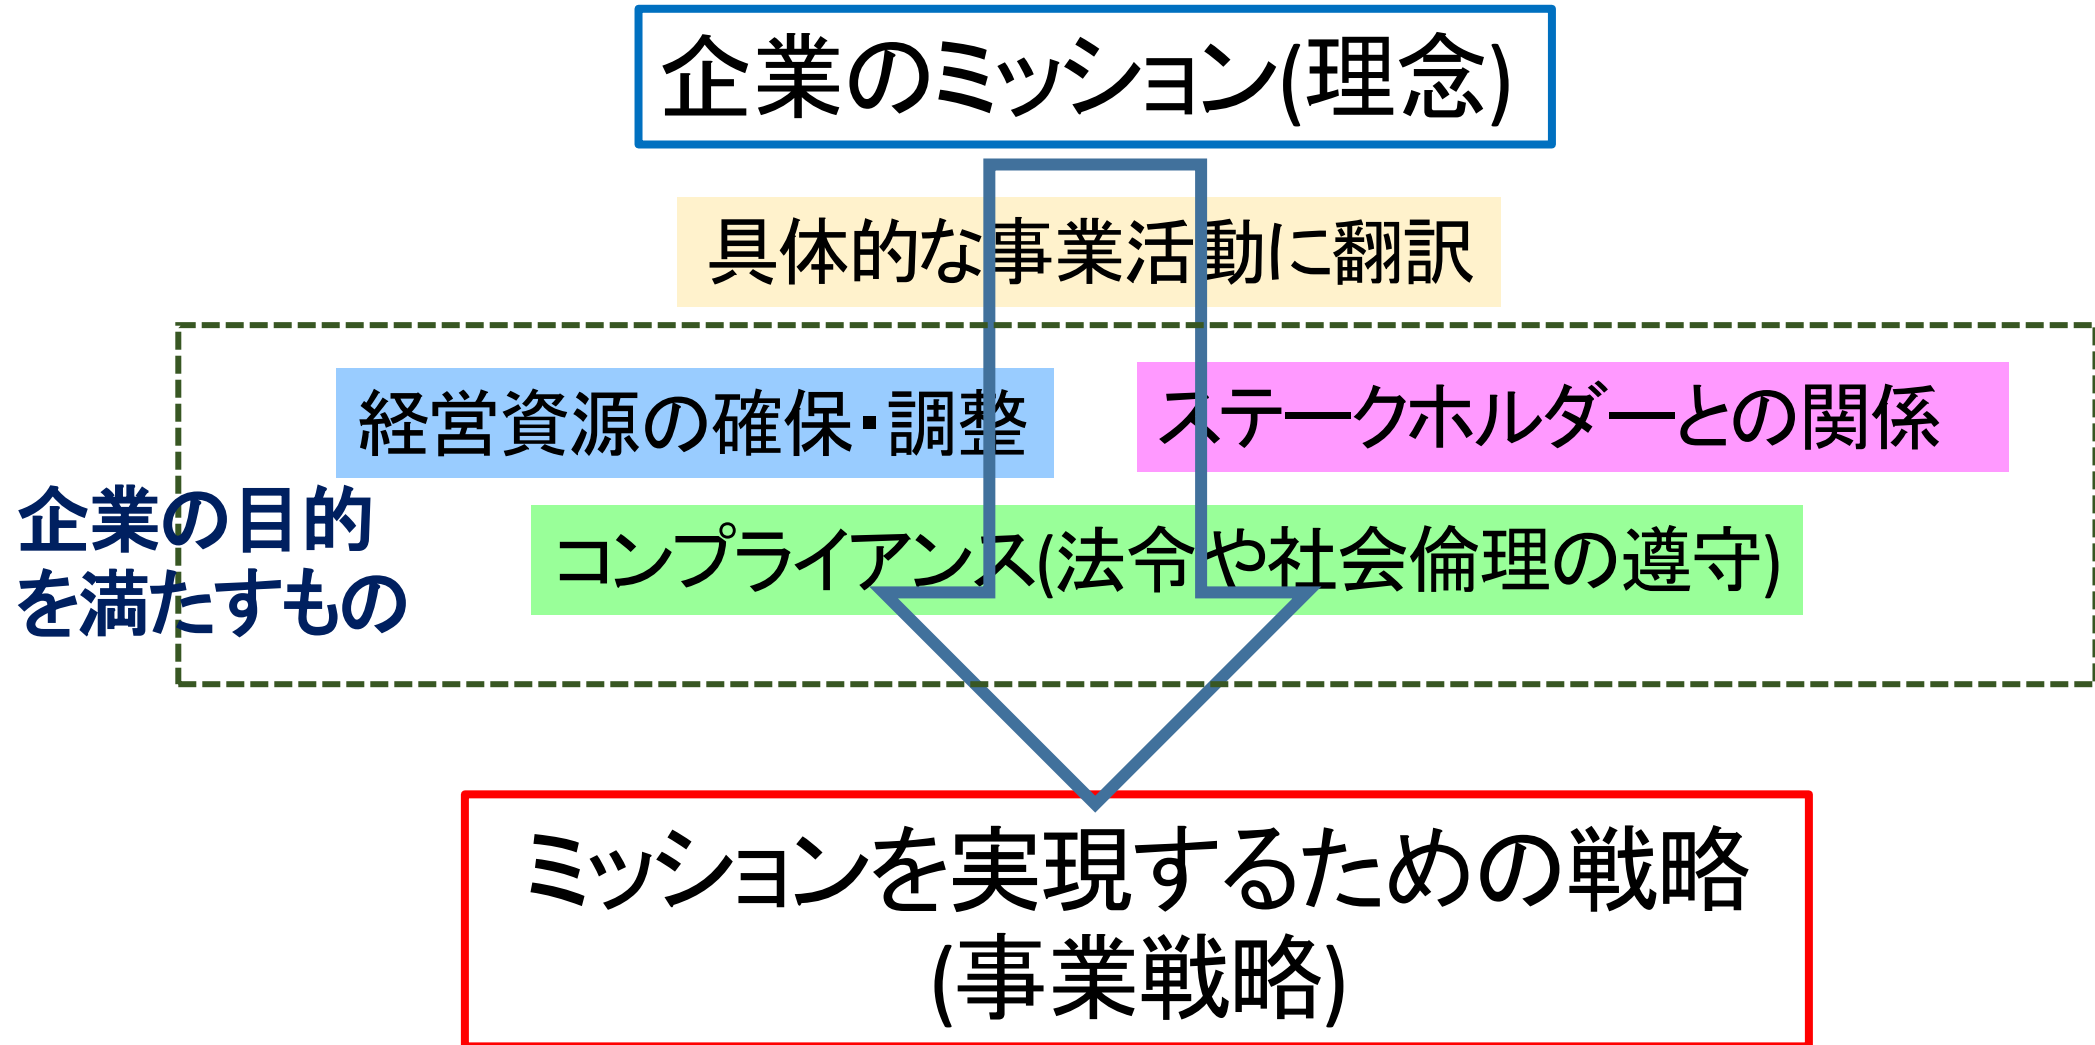 企業のミッション(理念)
具体的な事業活動に翻訳
経営資源の確保・調整
ステークホルダーとの関係
企業の目的
を満たすもの
コンプライアンス(法令や社会倫理の遵守)
ミッションを実現するための戦略
(事業戦略)